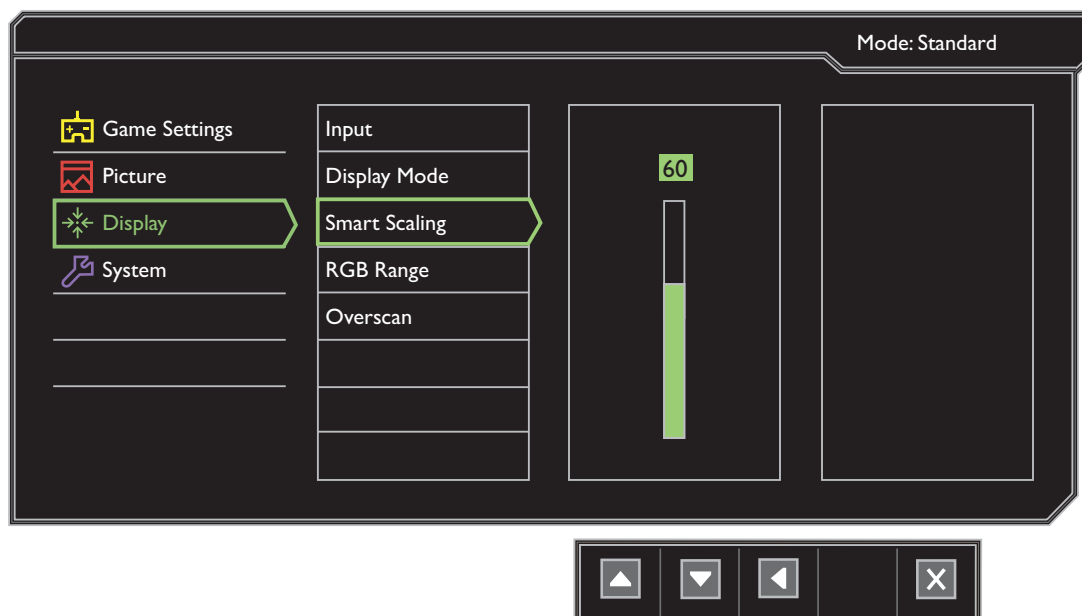 Mode: Standard
Game Settings
Picture
Display
System
Input
Display Mode
Smart Scaling
RGB Range
Overscan
60